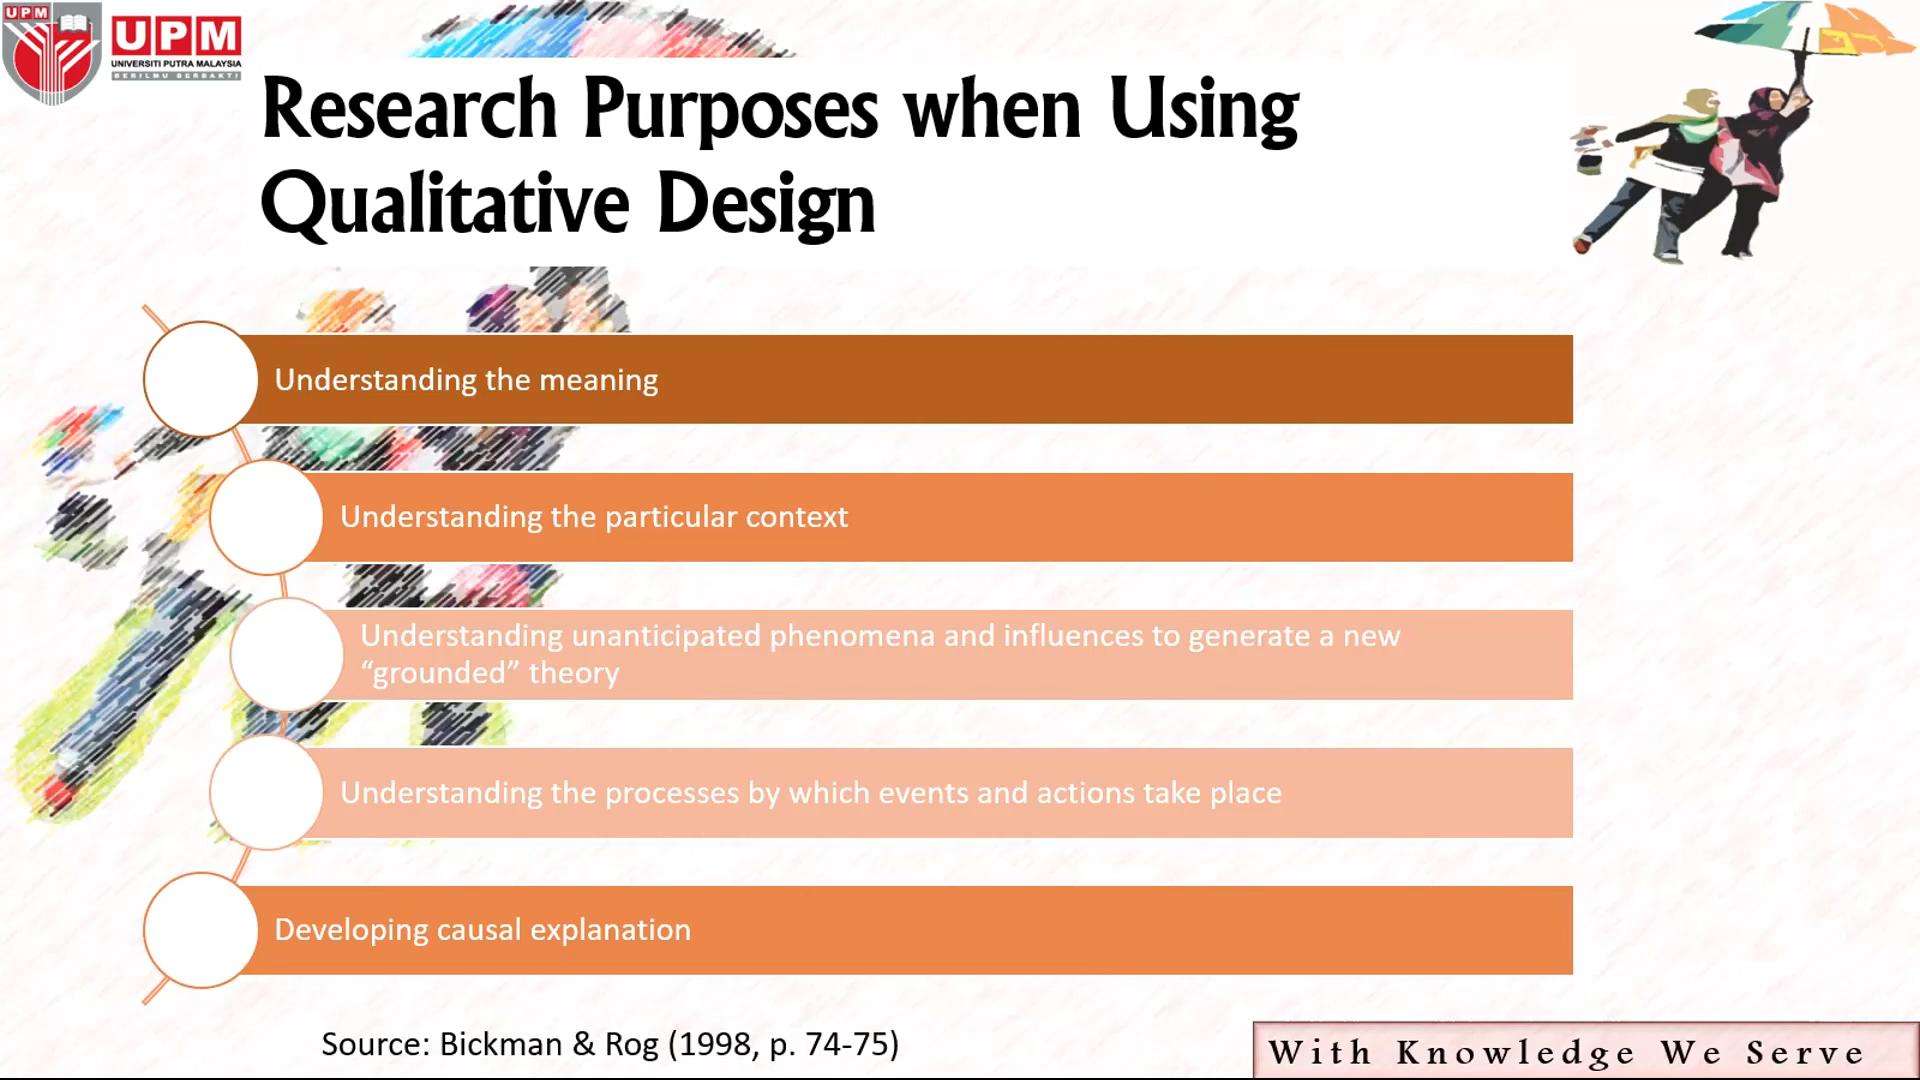 UPM
UPM
UNIVERSITI PUTRA MALAYSIA
BERILMU BERBAKTI
Research Purposes when Using
Qualitative Design
Understanding the meaning
Understanding the particular context
Understanding unanticipated phenomena and influences to generate a new
“grounded” theory
Understanding the processes by which events and actions take place
Developing causal explanation
Source: Bickman & Rog (1998, p. 74-75)
With Knowledge We Serve